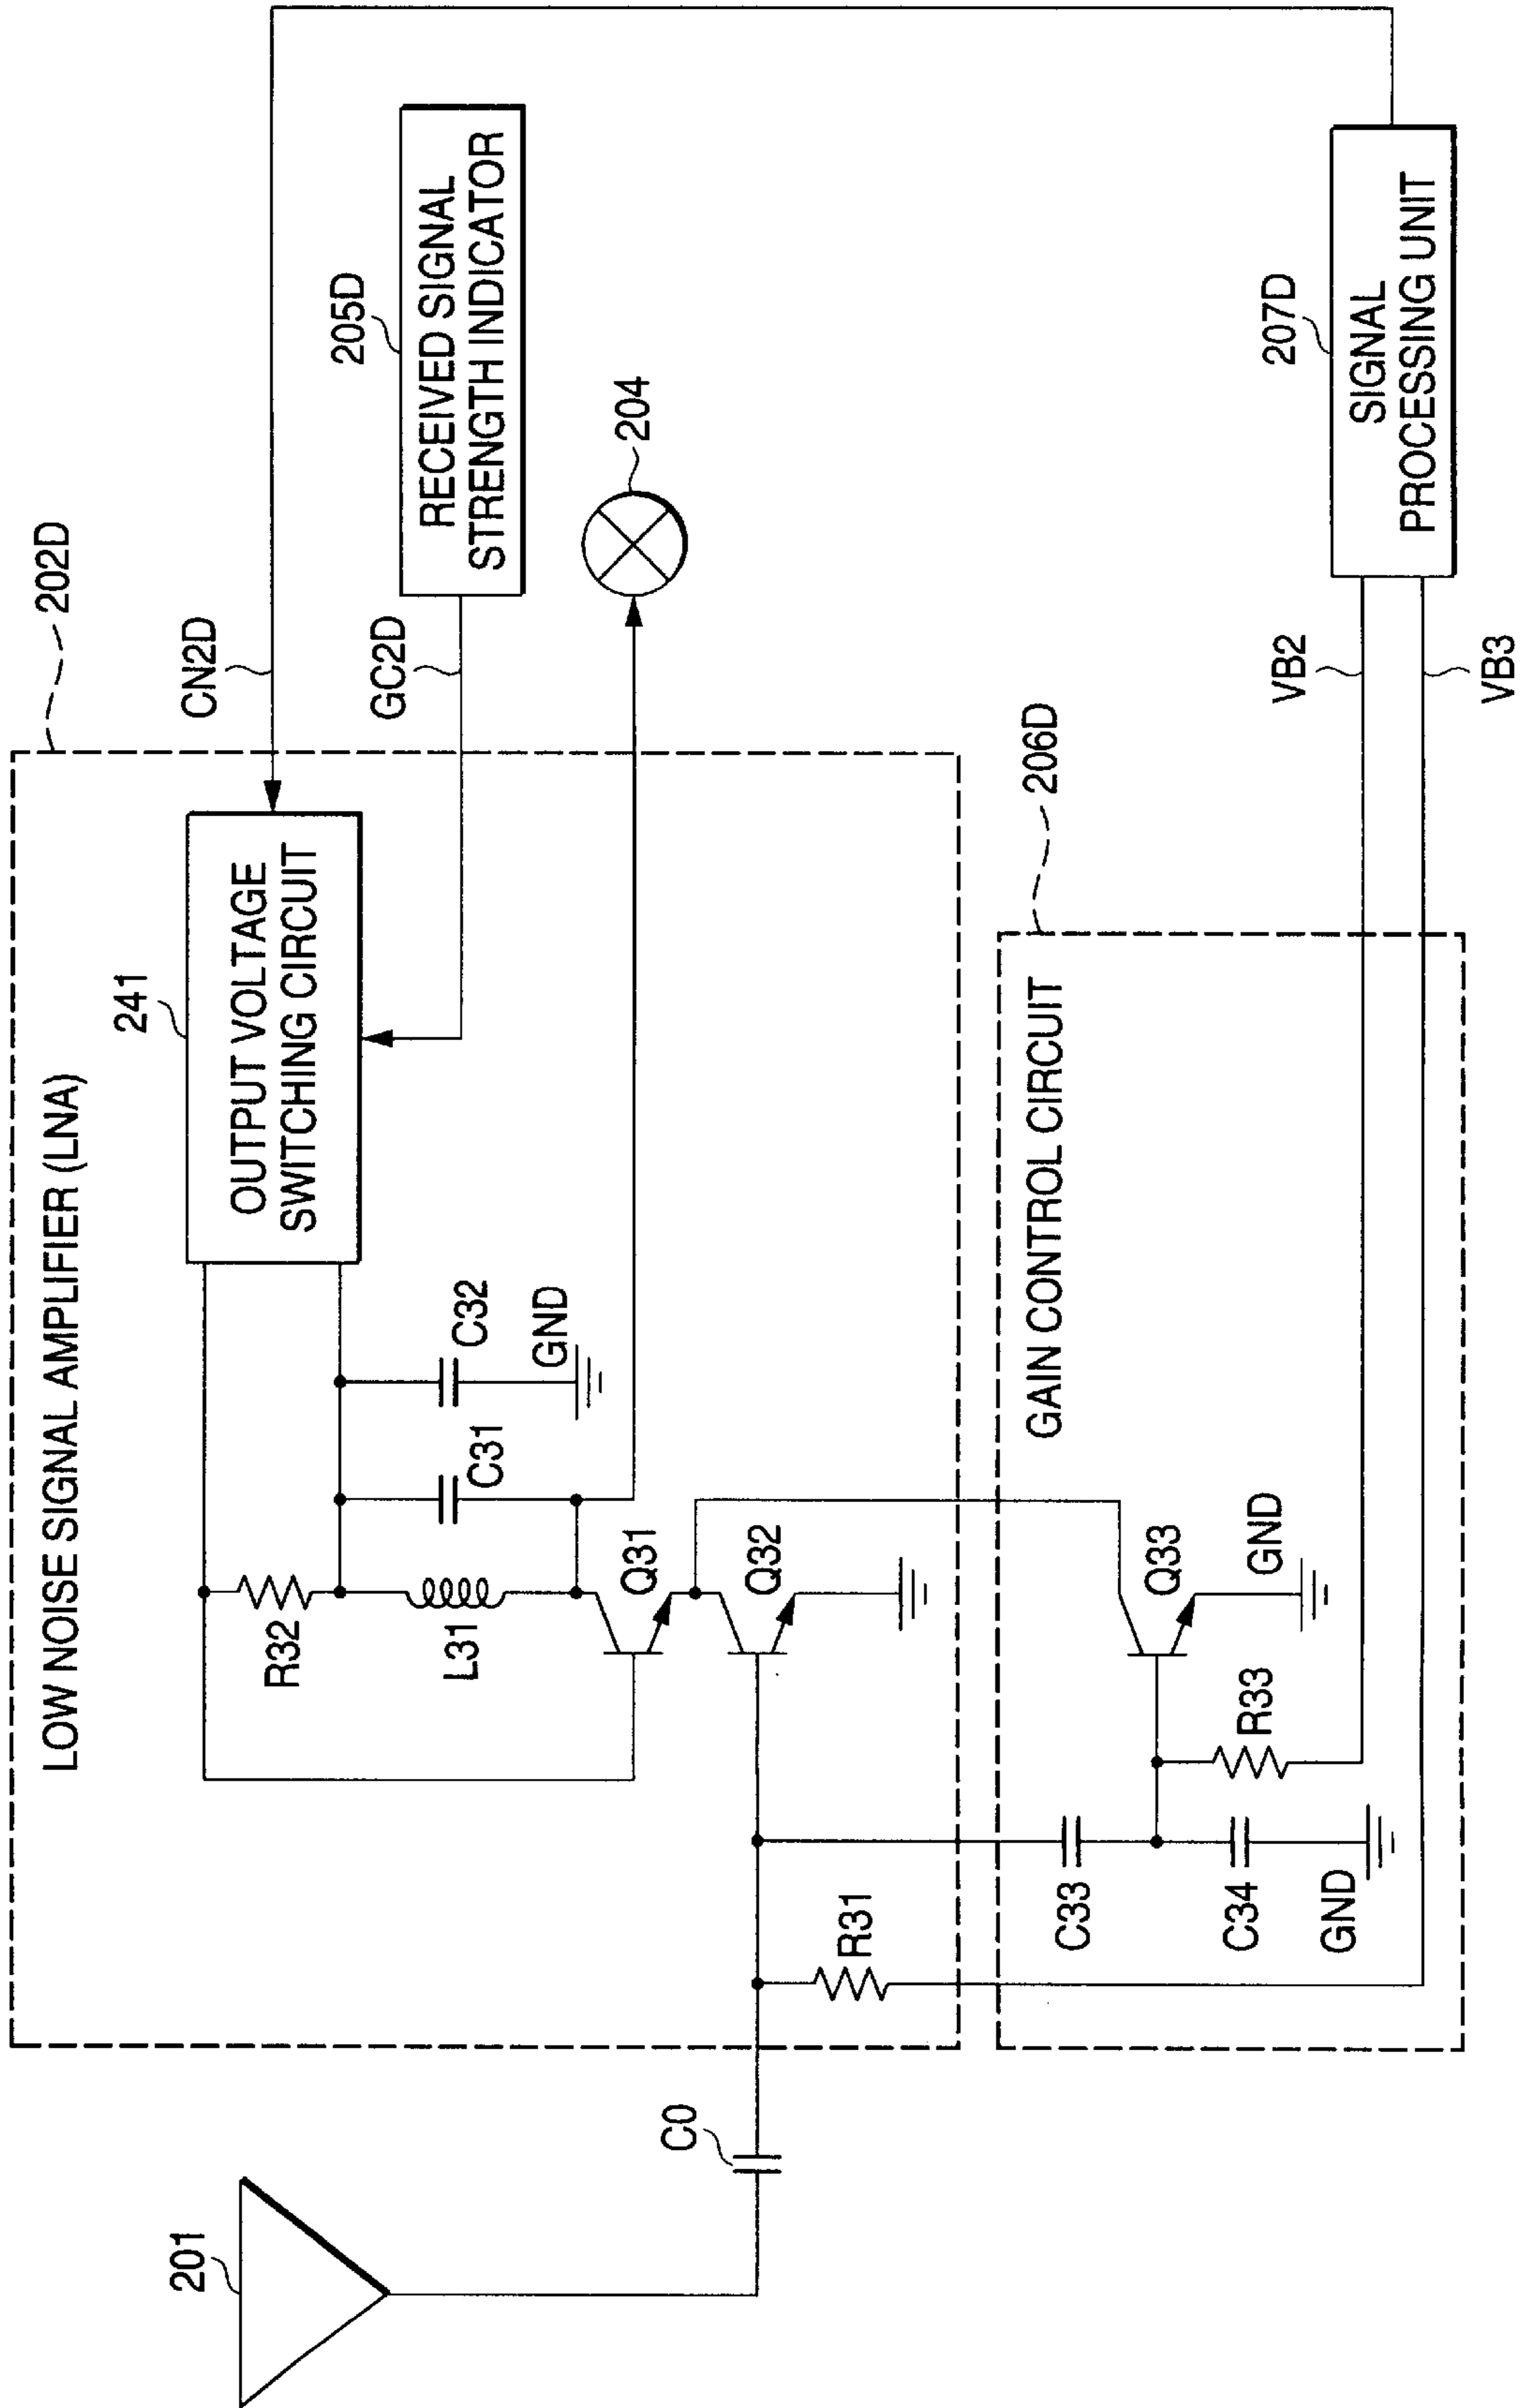 202D
LOW NOISE SIGNAL AMPLIFIER (LNA)
241
CN2D
OUTPUT VOLTAGE
SWITCHING CIRCUIT
205D
RECEIVED SIGNAL
STRENGTH INDICATOR
GC2D
201
R32
C32
L31
C31
GND
204
Q31
C0
Q32
R31
206D
GAIN CONTROL CIRCUIT
C33
Q33
R33
GND
C34
GND
VB2
VB3
207D
SIGNAL
PROCESSING UNIT